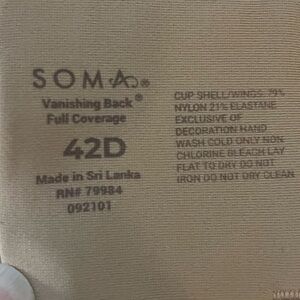 SOMA®
Vanishing Back®
Full Coverage
42D
Made in Sri Lanka
RN# 79984
092101
CUP SHELL/WINGS: 79%
NYLON 21% ELASTANE
EXCLUSIVE OF
DECORATION HAND
WASH COLD ONLY NON
CHLORINE BLEACH LAY
FLAT TO DRY DO NOT
IRON DO NOT DRY CLEAN